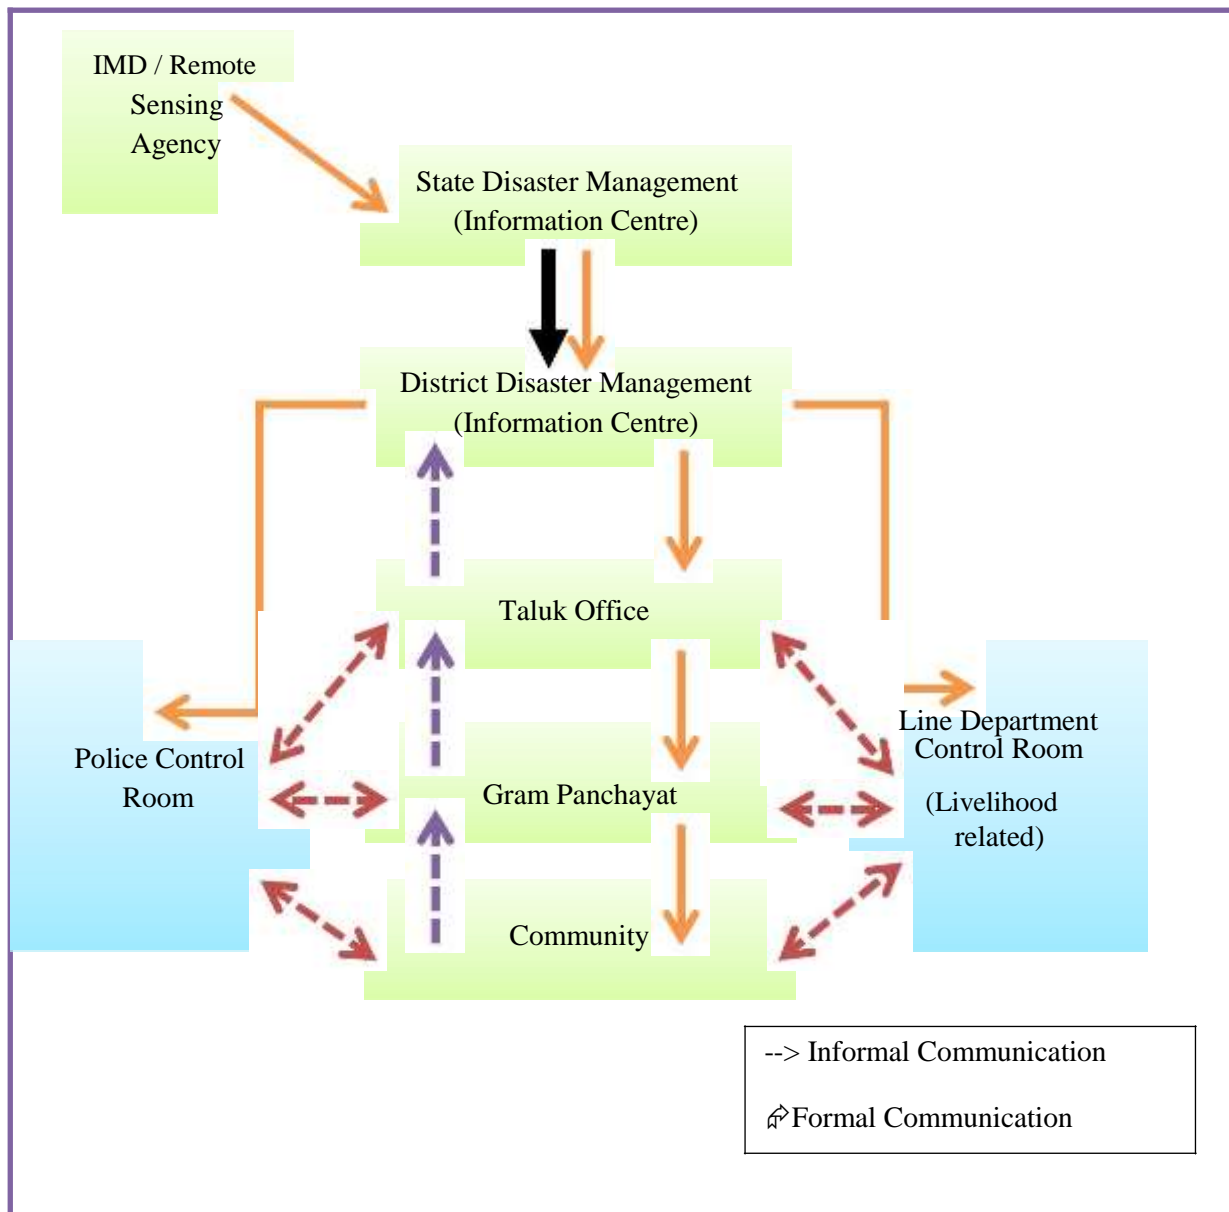 IMD / Remote
Sensing
Agency
State Disaster Management
(Information Centre)
District Disaster Management
(Information Centre)
Taluk Office
Police Control
Room
Gram Panchayat
Line Department
Control Room
(Livelihood
related)
Community
--> Informal Communication
Formal Communication